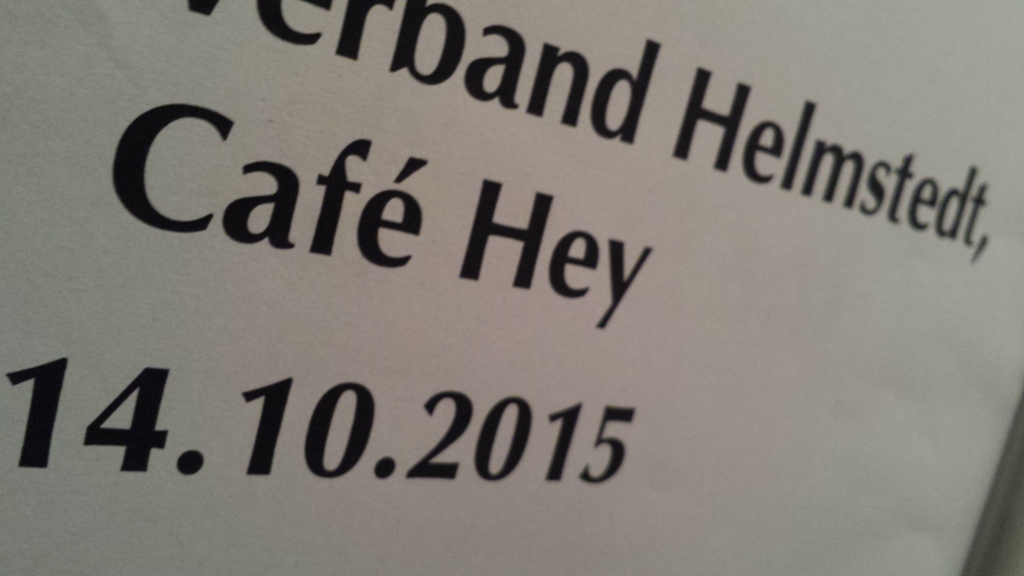 verband Helmstedt,
Café Hey
14.10.2015